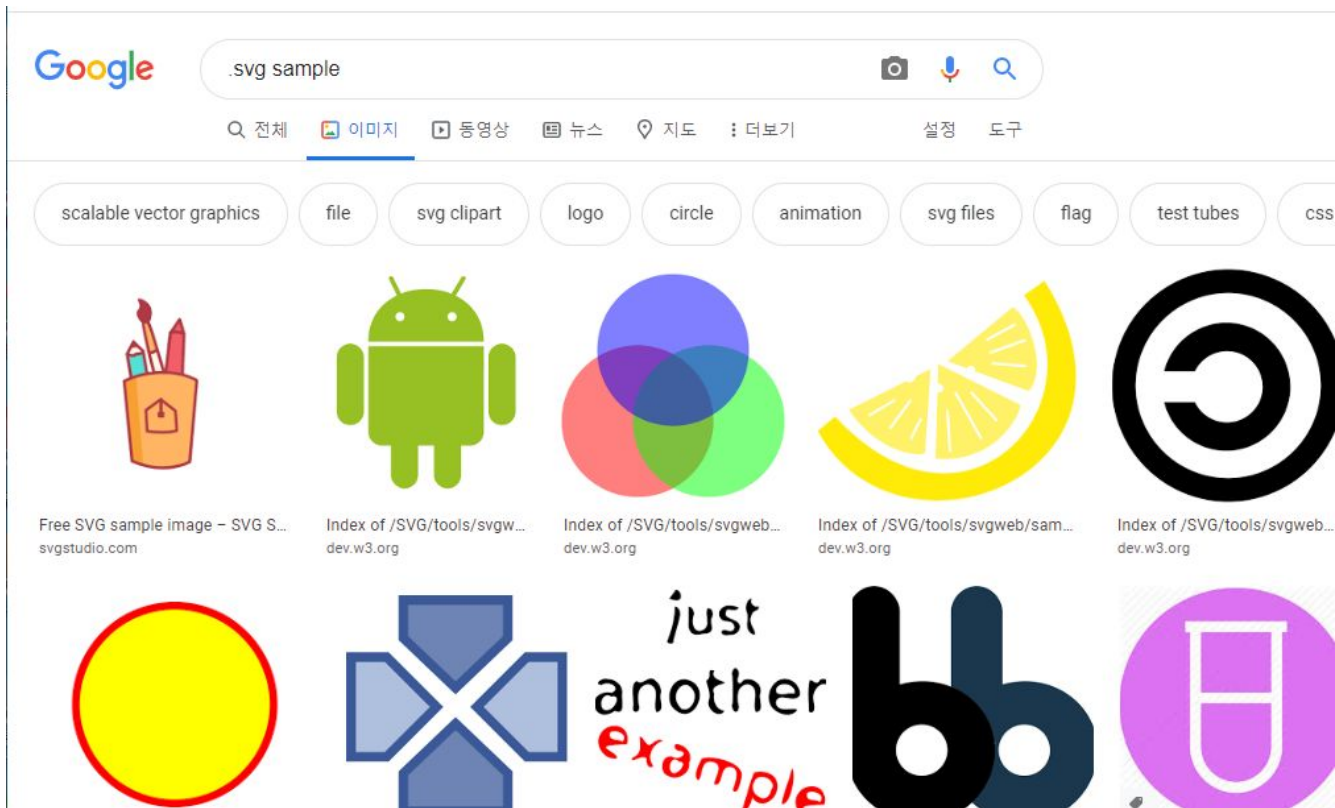 Google
.svg sample
전체 이미지 동영상 뉴스 지도 더보기 설정 도구
scalable vector graphics file svg clipart logo circle animation svg files flag test tubes css
Free SVG sample image – SVG S... Index of /SVG/tools/svgw... Index of /SVG/tools/svgweb... Index of /SVG/tools/svgweb/sam... Index of /SVG/tools/svgweb...
svgstudio.com dev.w3.org dev.w3.org dev.w3.org dev.w3.org
just
another
example
bb